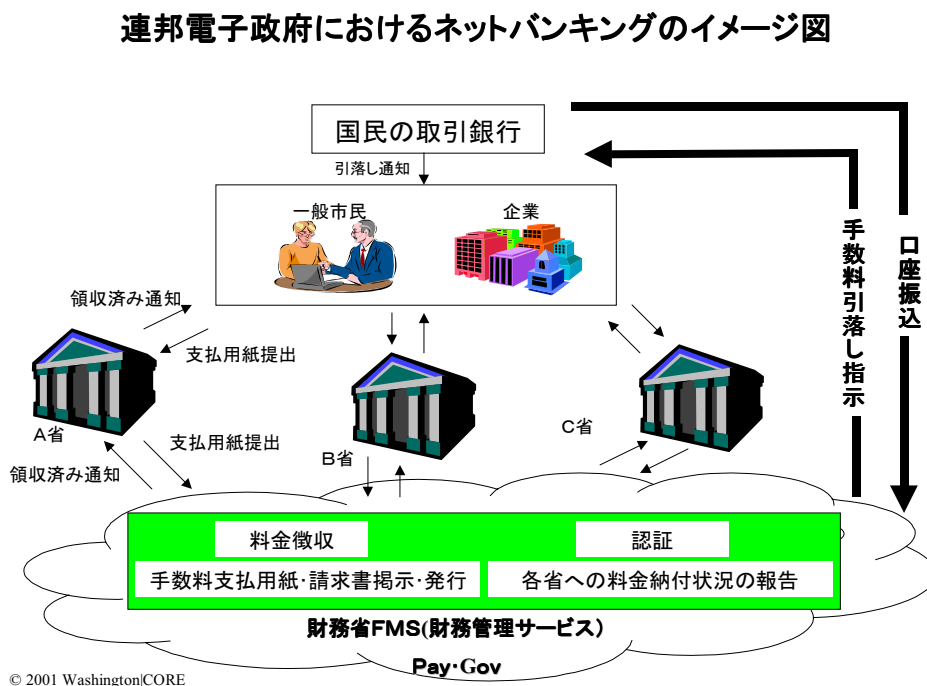 連邦電子政府におけるネットバンキングのイメージ図
国民の取引銀行
引落し通知
一般市民
企業
手数料引落し指示
口座振込
領収済み通知
支払用紙提出
A省
B省
C省
支払用紙提出
領収済み通知
料金徴収
認証
手数料支払用紙・請求書掲示・発行
各省への料金納付状況の報告
財務省FMS(財務管理サービス)
Pay・Gov
© 2001 Washington|CORE